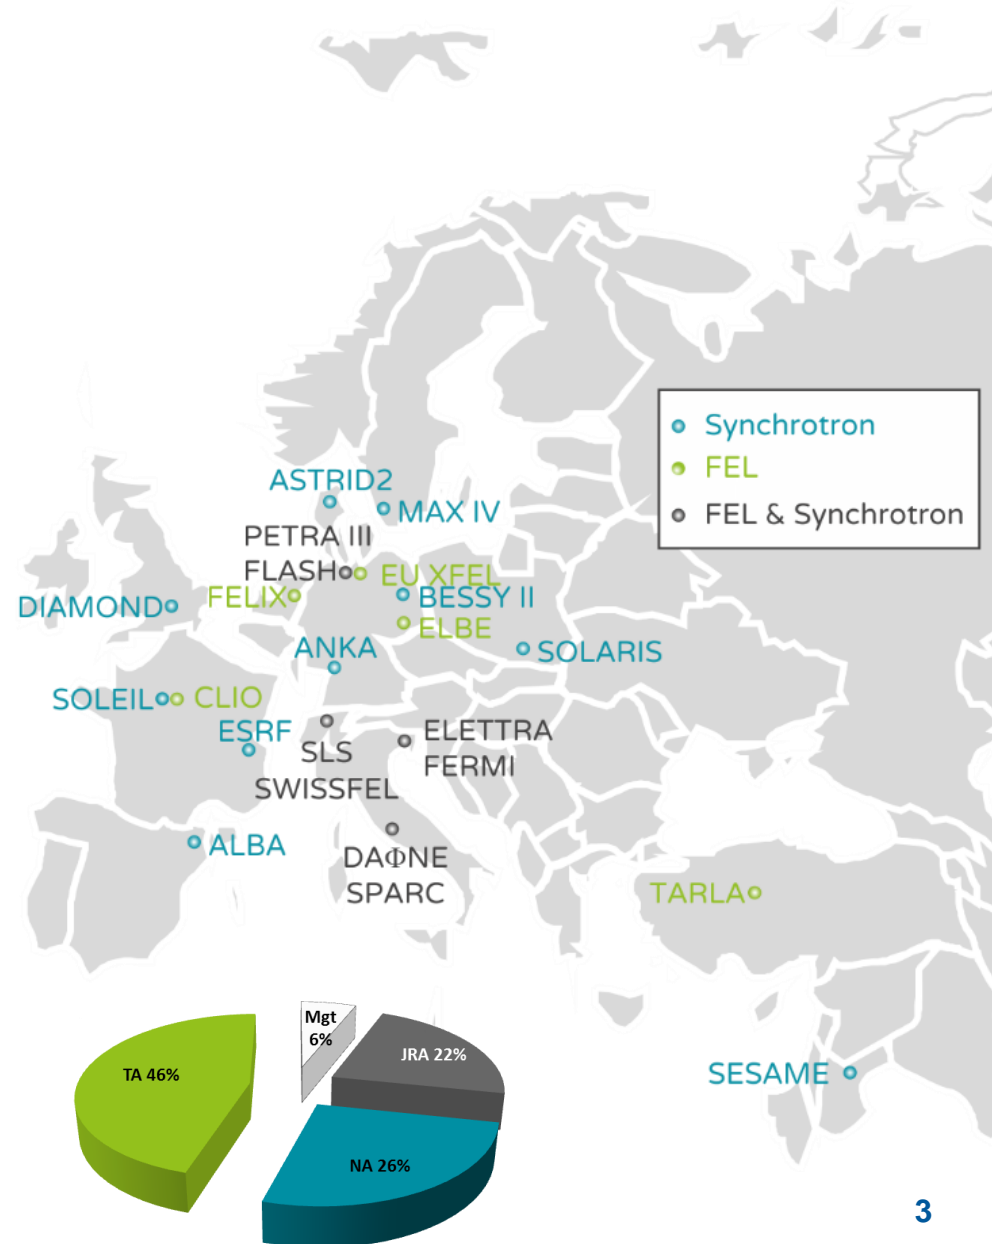 Synchrotron
FEL
FEL & Synchrotron
ASTRID2
MAX IV
PETRA III
FLASH
EU XFEL
FELIX
BESSY II
DIAMOND
ELBE
ANKA
SOLARIS
SOLEIL
CLIO
ESRF
SLS
SWISSFEL
ELETTRA
FERMI
ALBA
DAΦNE
SPARC
TARLA
SESAME
Mgt
6%
JRA 22%
TA 46%
NA 26%
3